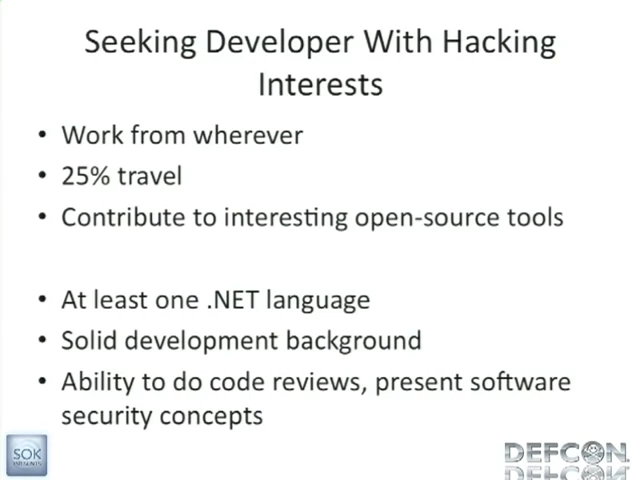 Seeking Developer With Hacking
Interests
• Work from wherever
• 25% travel
• Contribute to interesting open-source tools
• At least one .NET language
• Solid development background
• Ability to do code reviews, present software
security concepts
SOK
PRESENTS
DEFCON.